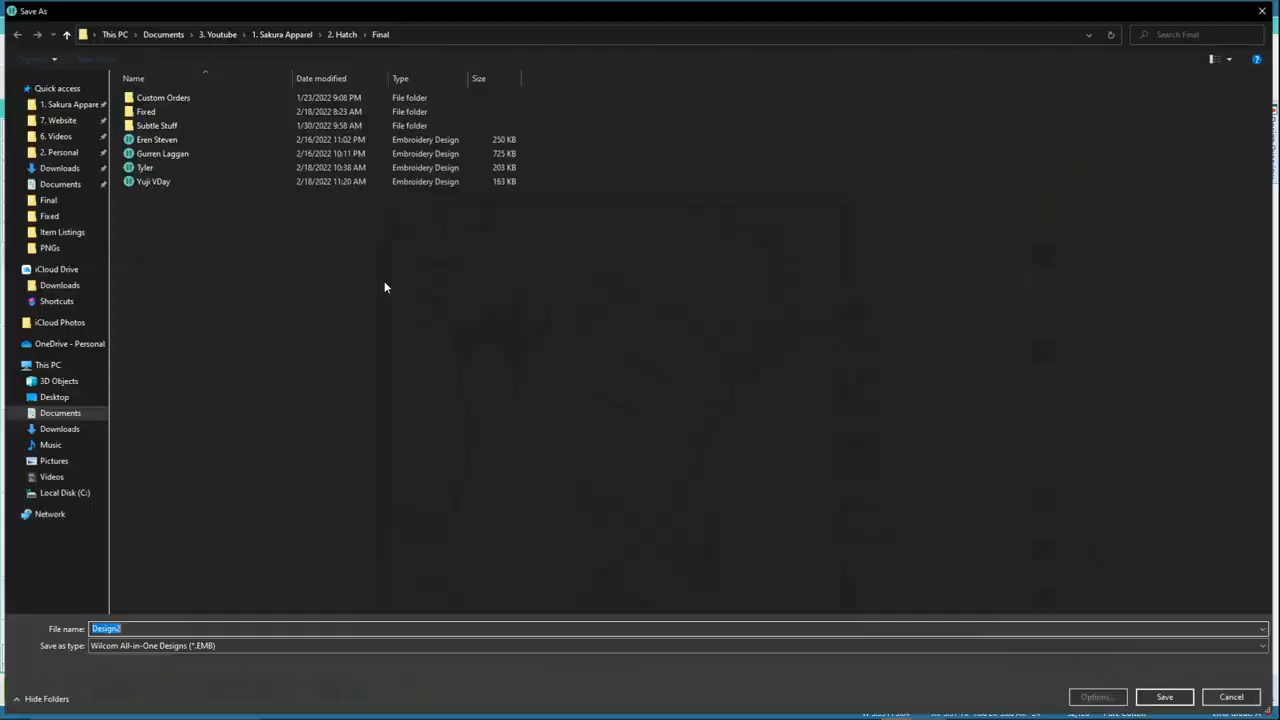 Save As
This PC › Documents › 3. Youtube › 1. Sakura Apparel › 2. Hatch › Final
Search Final
Organize
Name Date modified Type Size
Custom Orders 1/23/2022 9:08 PM File folder
Fixed 2/18/2022 8:23 AM File folder
Subtle Stuff 1/30/2022 9:58 AM File folder
Eren Steven 2/16/2022 11:02 PM Embroidery Design 250 KB
Gurren Laggan 2/16/2022 10:11 PM Embroidery Design 725 KB
Tyler 2/18/2022 10:38 AM Embroidery Design 203 KB
Yuji VDay 2/18/2022 11:20 AM Embroidery Design 163 KB
Quick access
1. Sakura Appare
7. Website
6. Videos
2. Personal
Downloads
Documents
Final
Fixed
Item Listings
PNGs
iCloud Drive
Downloads
Shortcuts
iCloud Photos
OneDrive - Personal
This PC
3D Objects
Desktop
Documents
Downloads
Music
Pictures
Videos
Local Disk (C:)
Network
File name: Design2
Save as type: Wilcom All-in-One Designs (*.EMB)
Hide Folders
Options...
Save
Cancel